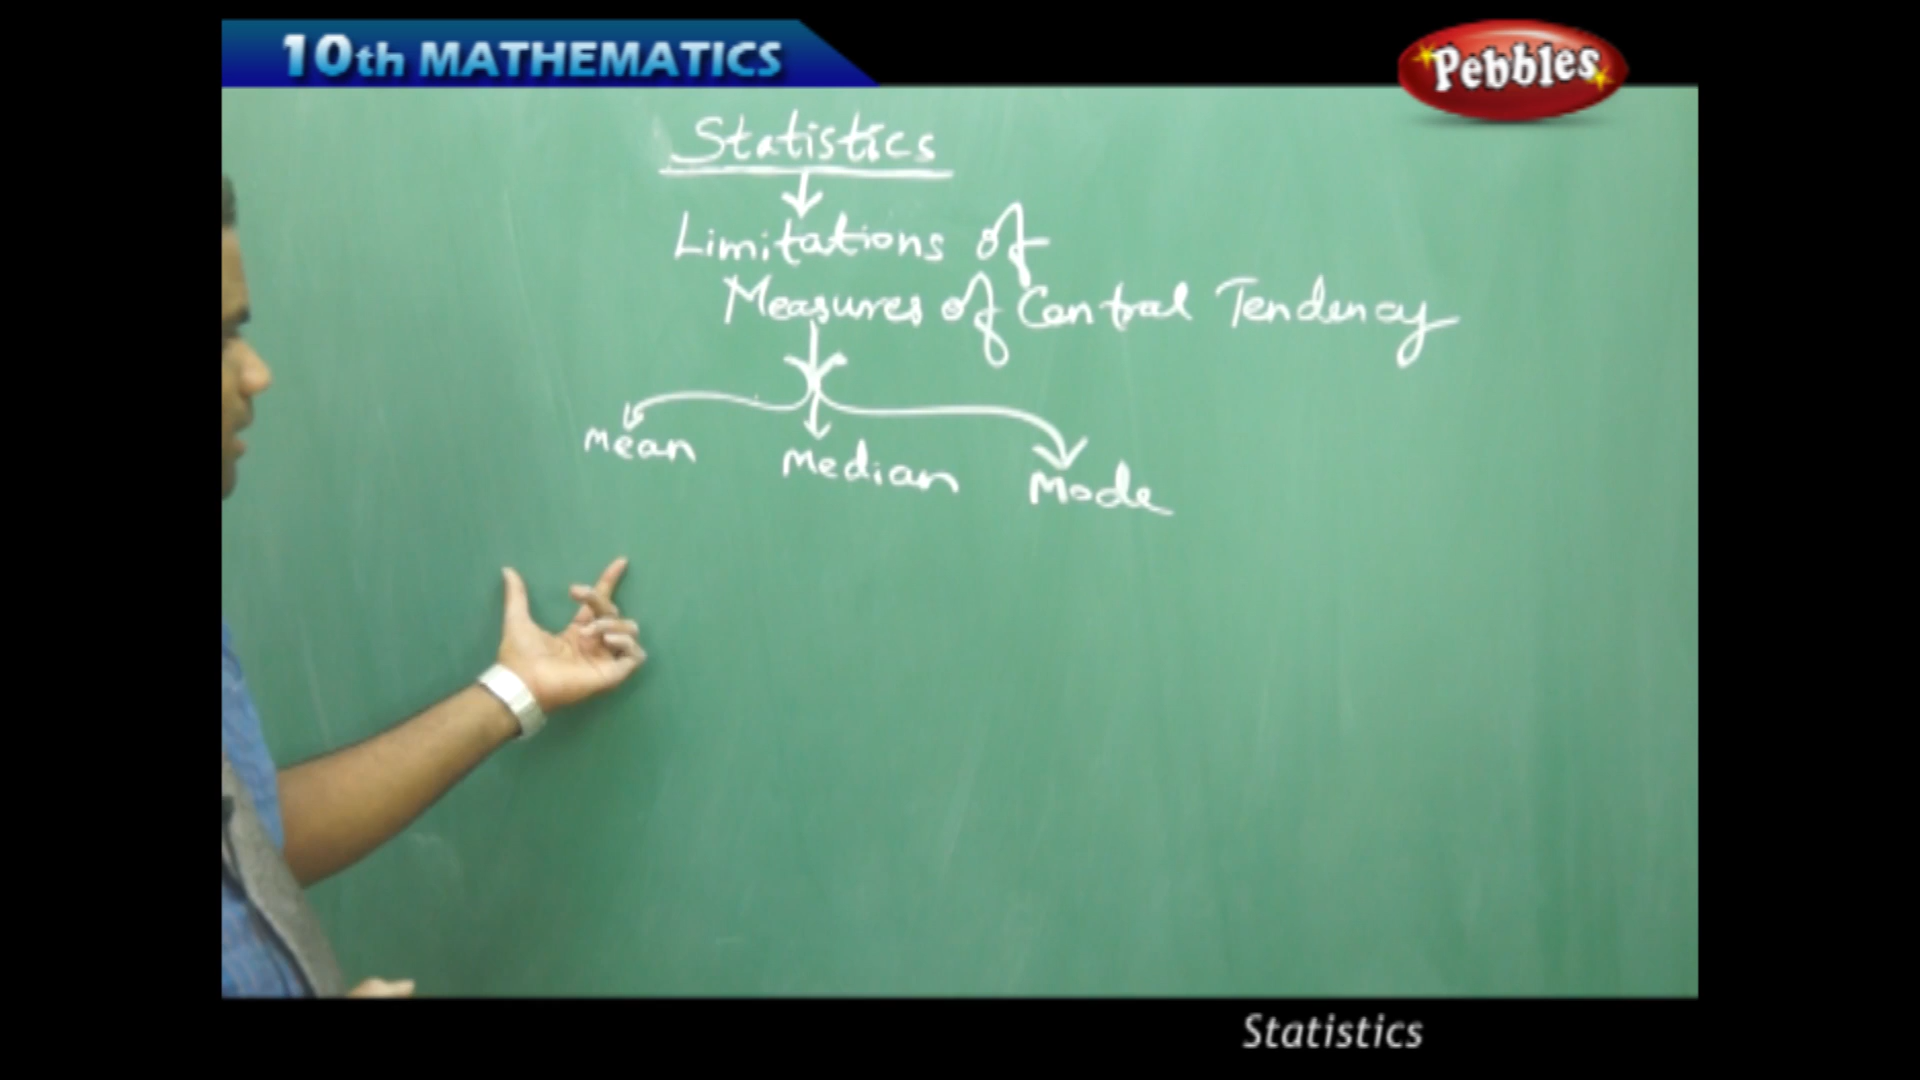 10th MATHEMATICS
Pebbles
Statistics
Limitations of
Measures of Central Tendency
Mean Median Mode
Statistics